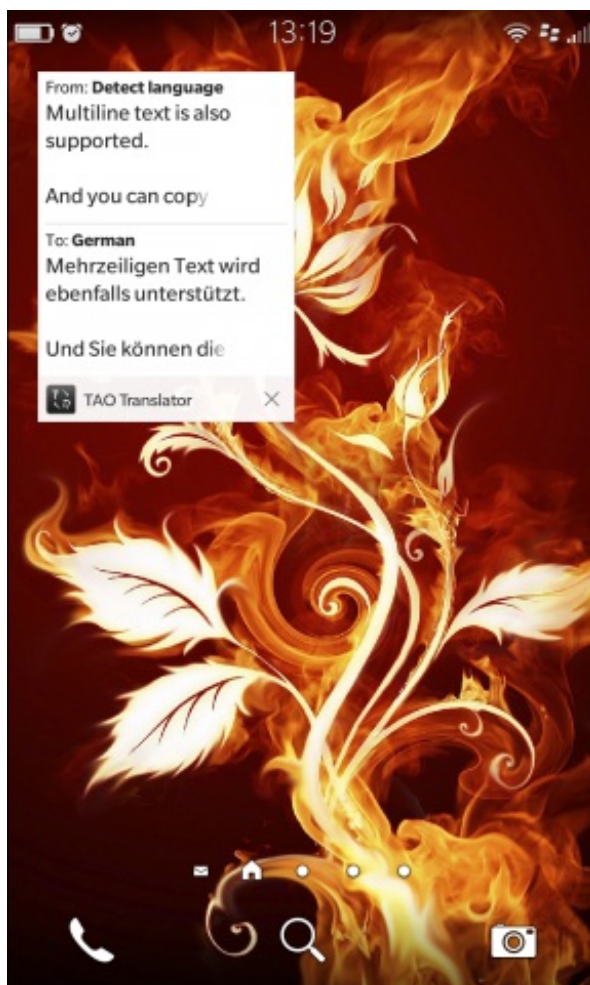 13:19
From: Detect language
Multiline text is also
supported.
And you can copy
To: German
Mehrzeiligen Text wird
ebenfalls unterstützt.
Und Sie können die
TAO Translator